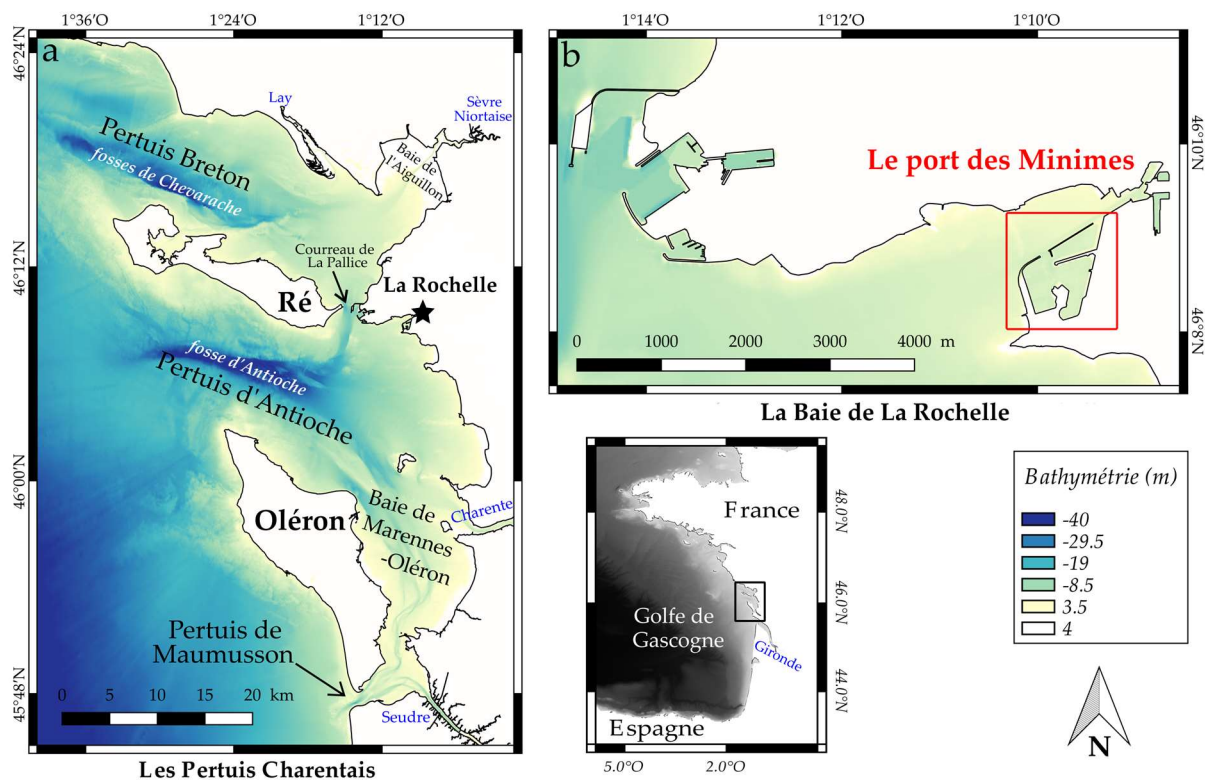 1°36'O
1°24'O
1°12'O
46°24'N
46°12'N
46°00'N
45°48'N
a
Lay
Sèvre
Niortaise
Pertuis Breton
fosses de Chevarache
Baie de
l'Aiguillon
Courreau de
La Pallice
Ré
La Rochelle
fosse d'Antioche
Pertuis d'Antioche
Oléron
Baie de
Marennes
-Oléron
Charente
Pertuis de
Maumusson
0 5 10 15 20 km
Seudre
Les Pertuis Charentais
1°14'O
1°12'O
1°10'O
46°10'N
46°8'N
b
Le port des Minimes
0 1000 2000 3000 4000 m
La Baie de La Rochelle
France
Golfe de
Gascogne
Gironde
Espagne
48.0°N
46.0°N
44.0°N
5.0°O
2.0°O
Bathymétrie (m)
-40
-29.5
-19
-8.5
3.5
4
N